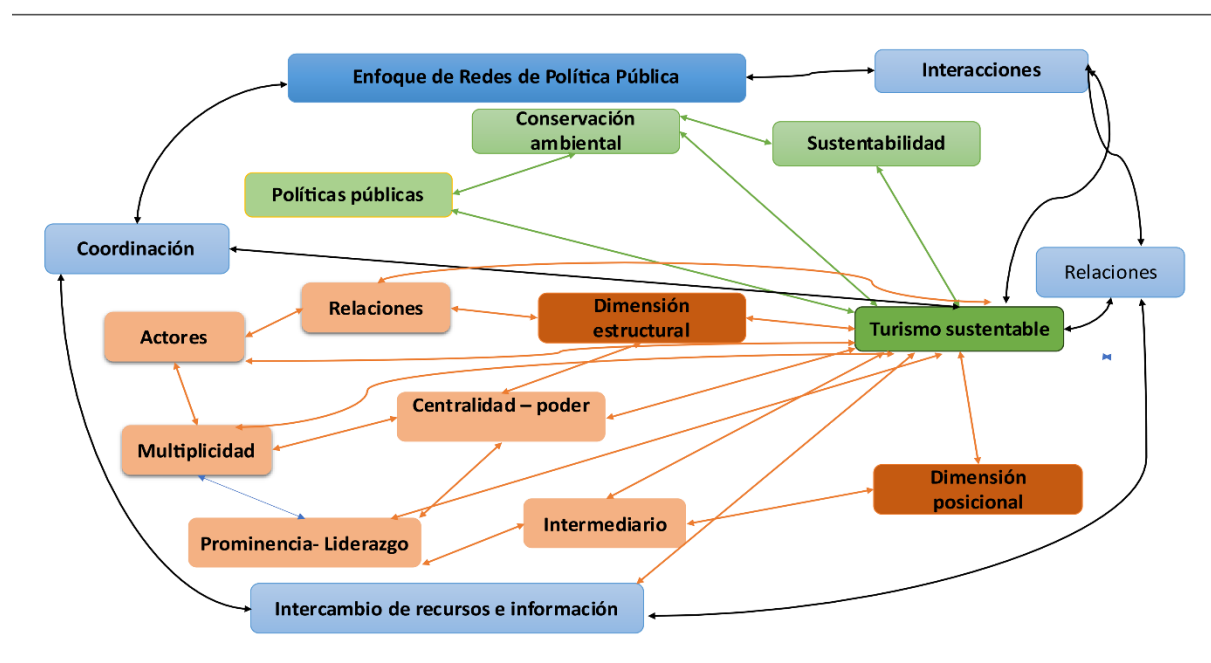 Enfoque de Redes de Política Pública
Interacciones
Conservación
ambiental
Sustentabilidad
Políticas públicas
Coordinación
Relaciones
Relaciones
Dimensión
estructural
Actores
Turismo sustentable
Centralidad – poder
Multiplicidad
Dimensión
posicional
Intermediario
Prominencia- Liderazgo
Intercambio de recursos e información